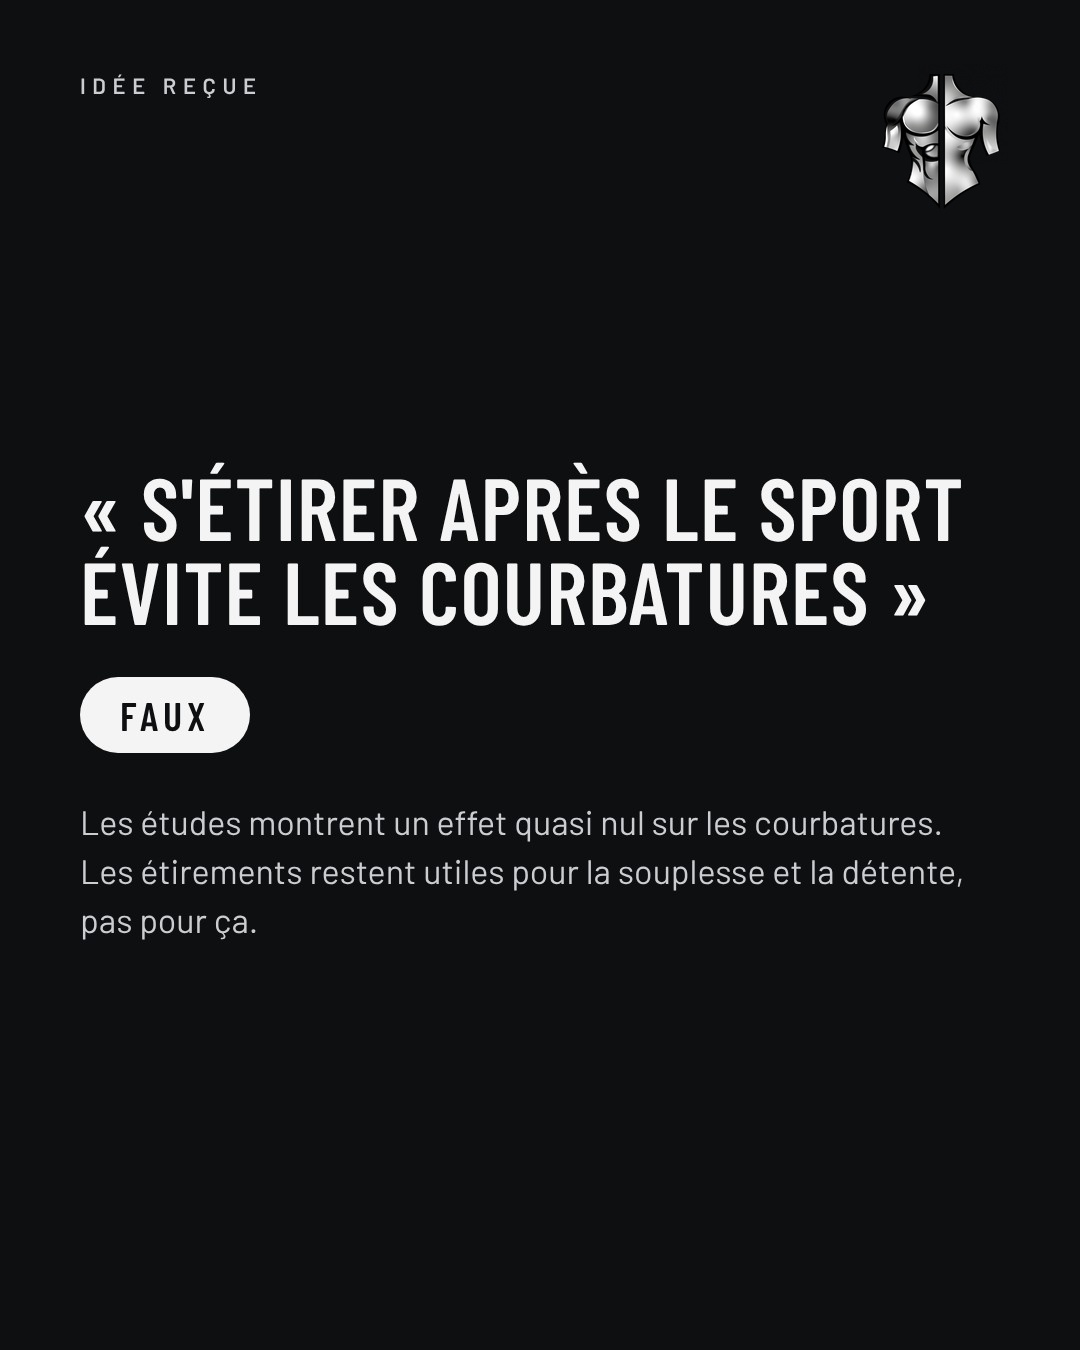 IDÉE REÇUE
« S'ÉTIRER APRÈS LE SPORT
ÉVITE LES COURBATURES »
FAUX
Les études montrent un effet quasi nul sur les courbatures.
Les étirements restent utiles pour la souplesse et la détente,
pas pour ça.